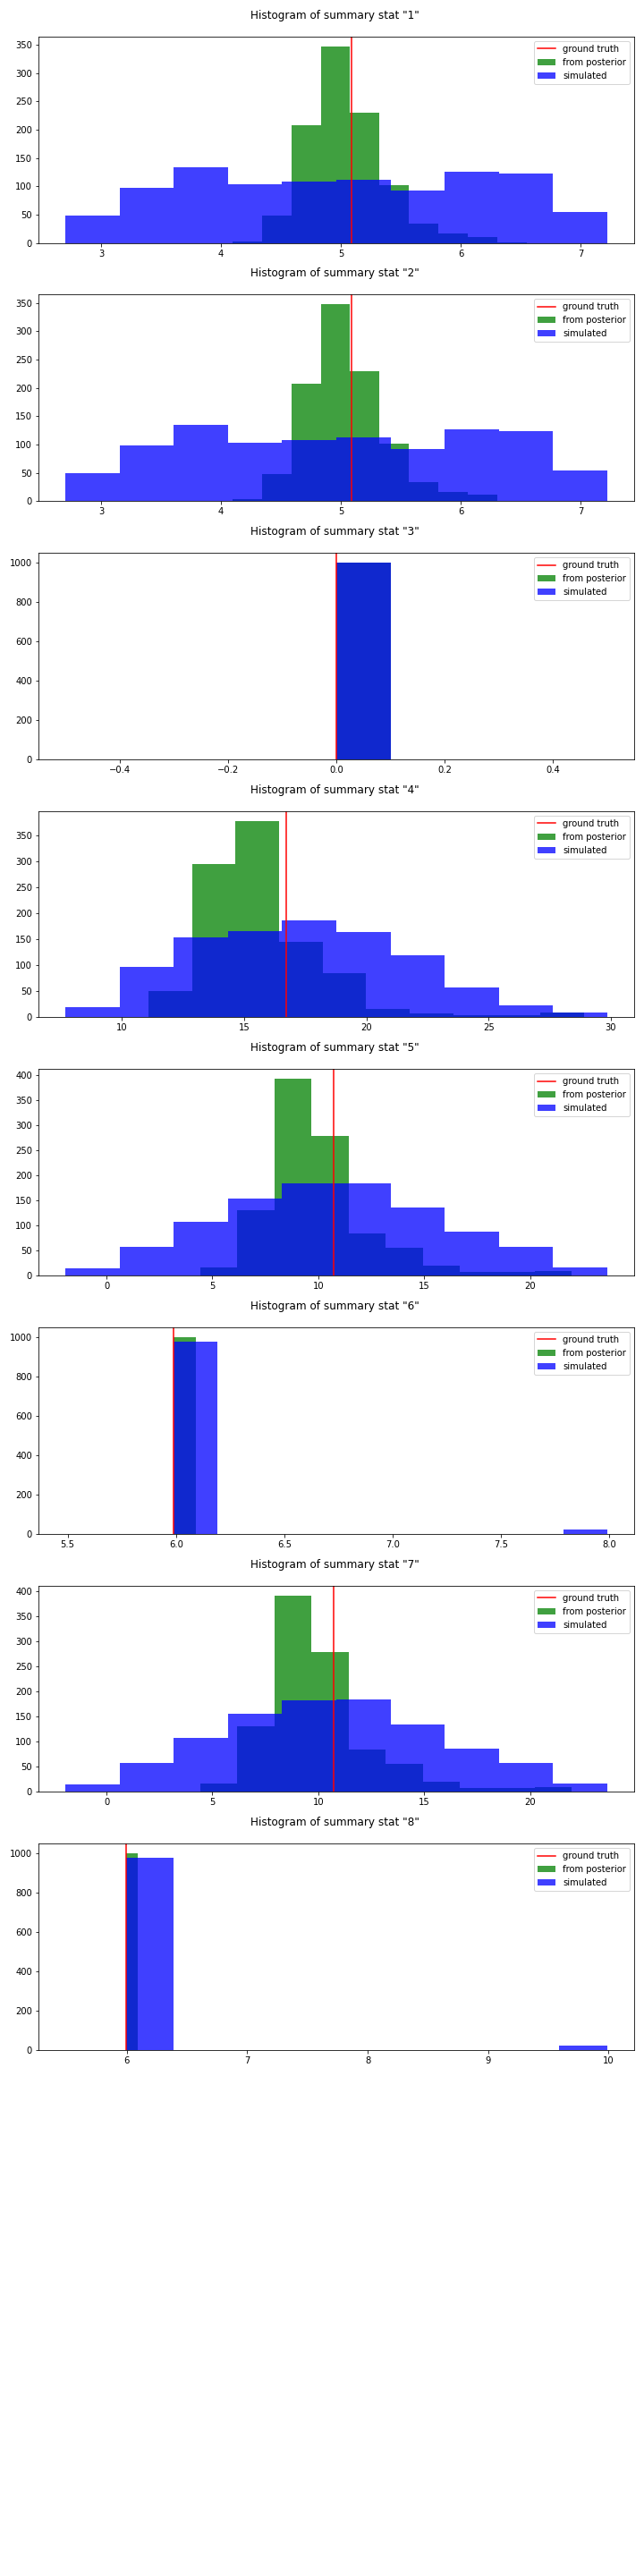 Histogram of summary stat "1"
ground truth
from posterior
simulated
350
300
250
200
150
100
50
0
3 4 5 6 7
Histogram of summary stat "2"
ground truth
from posterior
simulated
350
300
250
200
150
100
50
0
3 4 5 6 7
Histogram of summary stat "3"
ground truth
from posterior
simulated
1000
800
600
400
200
0
−0.4 −0.2 0.0 0.2 0.4
Histogram of summary stat "4"
ground truth
from posterior
simulated
350
300
250
200
150
100
50
0
10 15 20 25 30
Histogram of summary stat "5"
ground truth
from posterior
simulated
400
350
300
250
200
150
100
50
0
0 5 10 15 20
Histogram of summary stat "6"
ground truth
from posterior
simulated
1000
800
600
400
200
0
5.5 6.0 6.5 7.0 7.5 8.0
Histogram of summary stat "7"
ground truth
from posterior
simulated
400
350
300
250
200
150
100
50
0
0 5 10 15 20
Histogram of summary stat "8"
ground truth
from posterior
simulated
1000
800
600
400
200
0
6 7 8 9 10